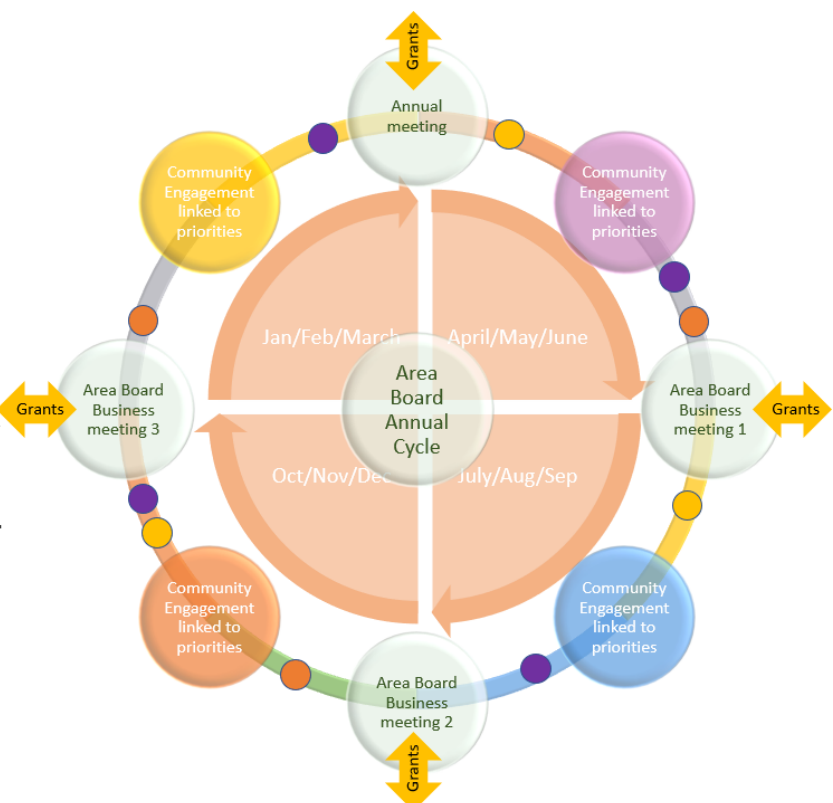 Grants
Annual
meeting
Community
Engagement
linked to
priorities
Community
Engagement
linked to
priorities
Jan/Feb/March
April/May/June
Grants
Area Board
Business
meeting 3
Area
Board
Annual
Cycle
Area Board
Business
meeting 1
Grants
Oct/Nov/Dec
July/Aug/Sep
Community
Engagement
linked to
priorities
Community
Engagement
linked to
priorities
Area Board
Business
meeting 2
Grants